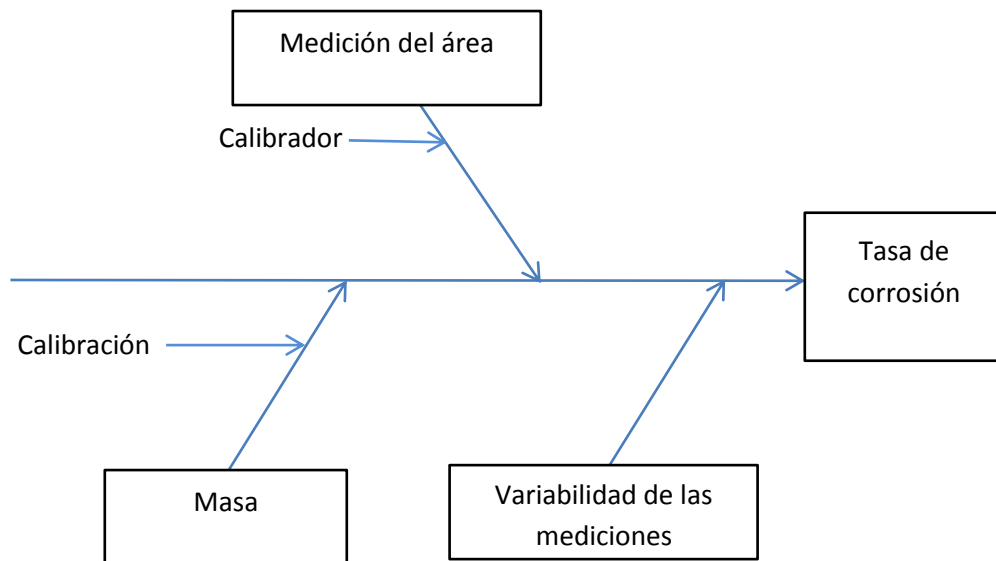 Medición del área
Calibrador
Tasa de
corrosión
Calibración
Masa
Variabilidad de las
mediciones